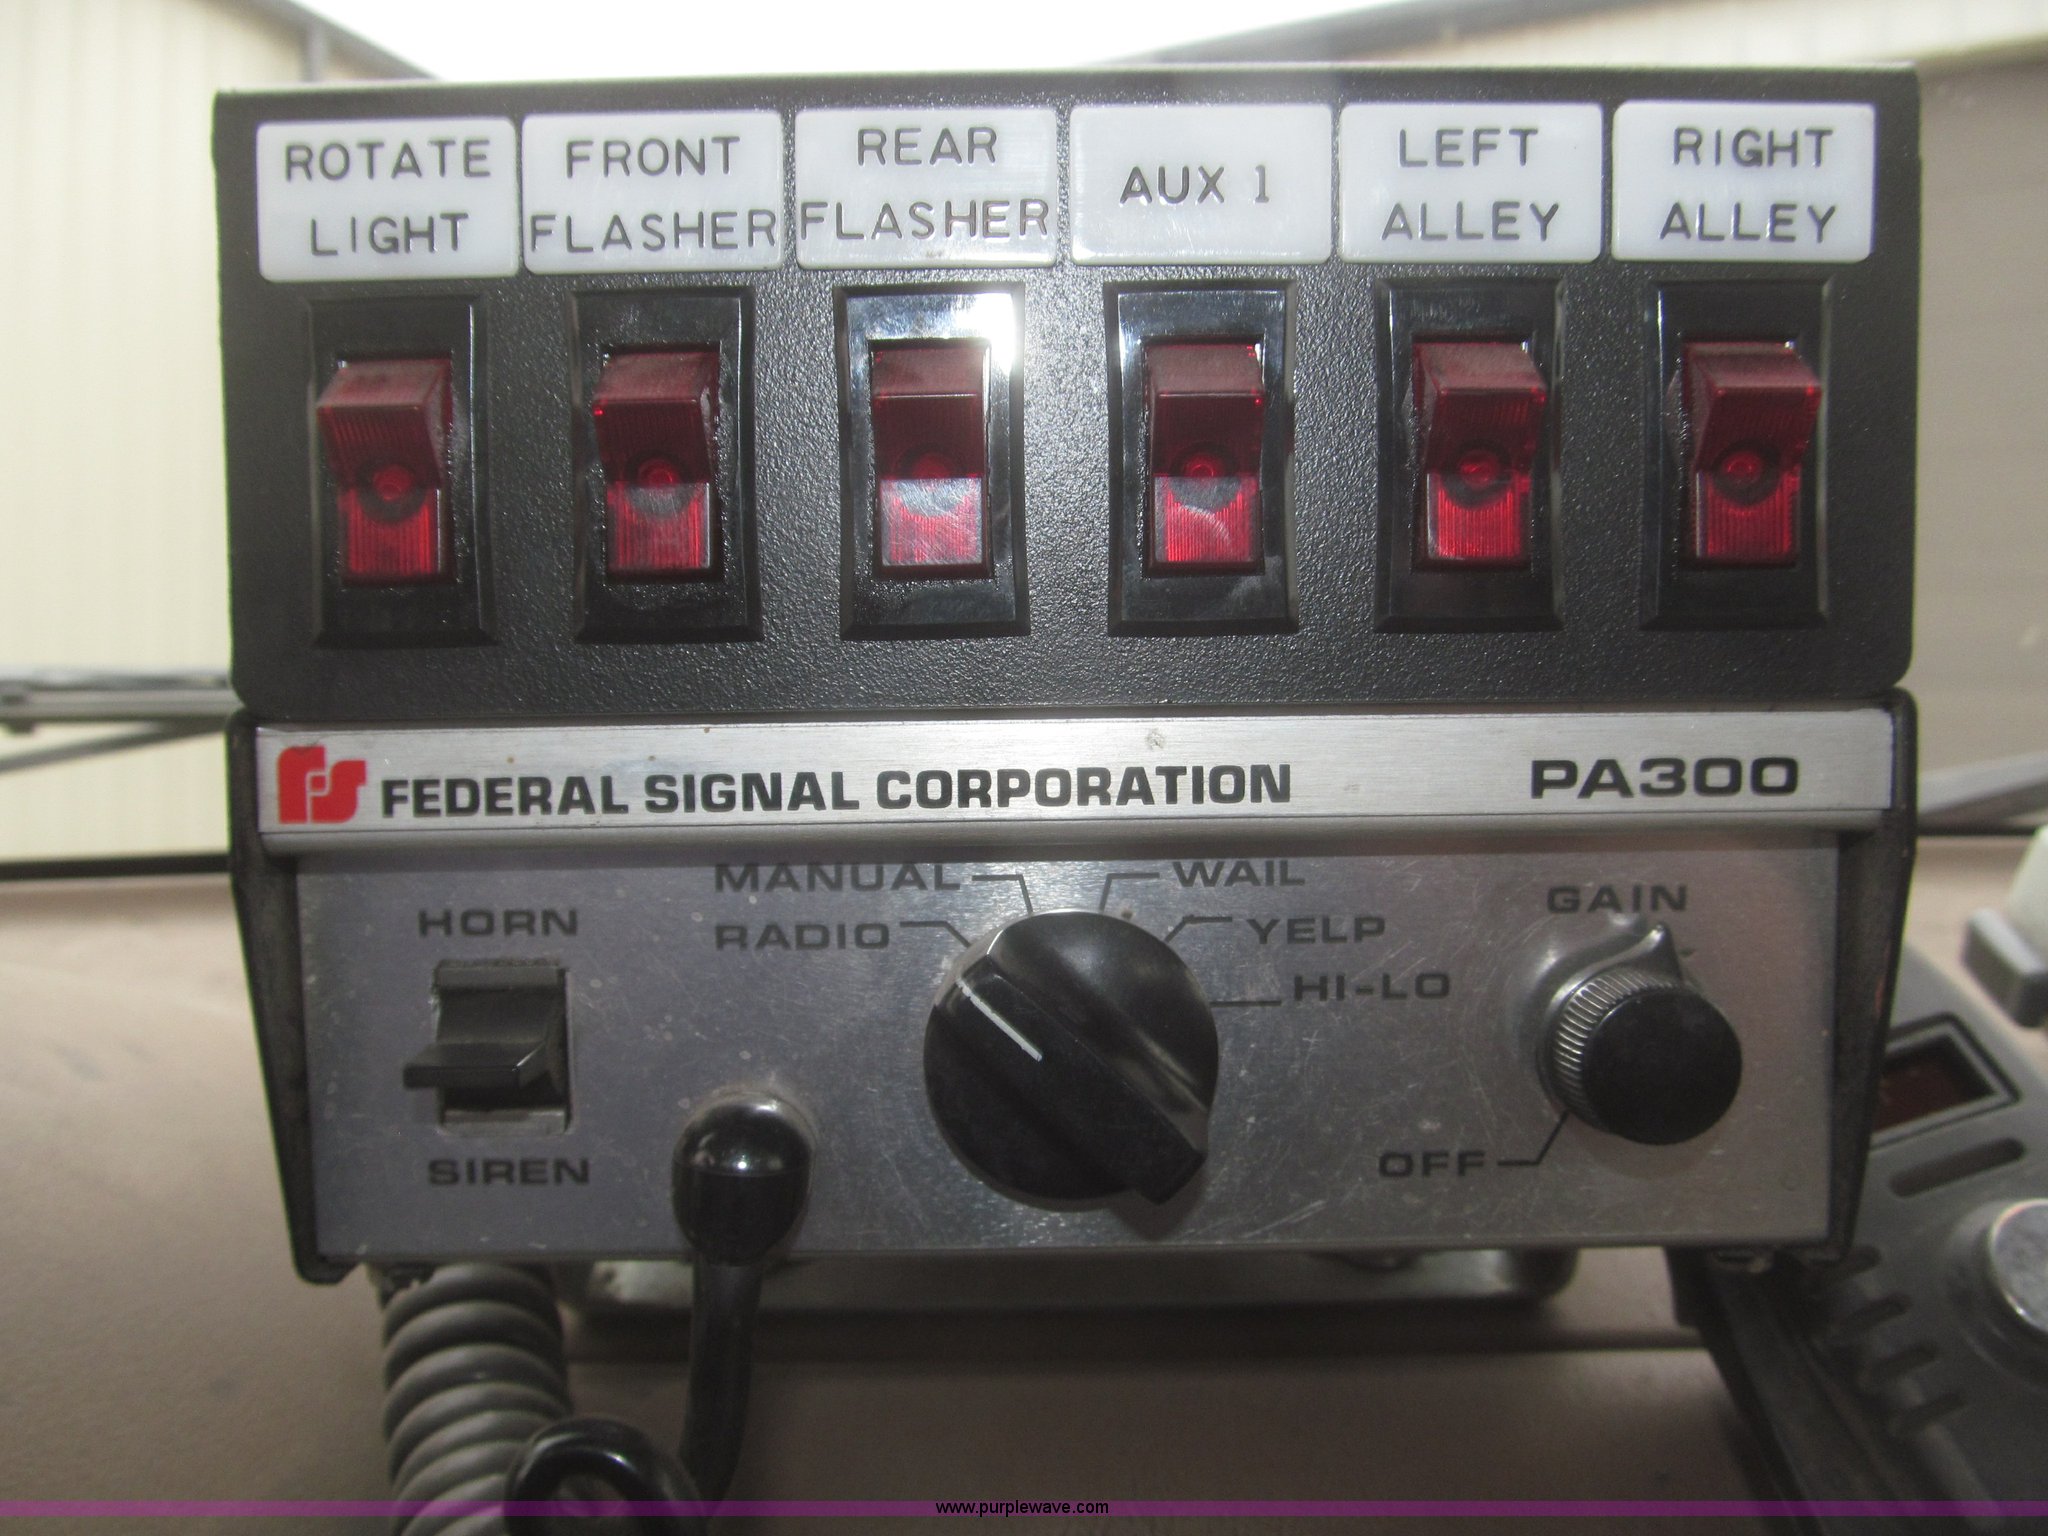 ROTATE
LIGHT
FRONT
FLASHER
REAR
FLASHER
AUX 1
LEFT
ALLEY
RIGHT
ALLEY
FS FEDERAL SIGNAL CORPORATION PA300
HORN
SIREN
MANUAL
RADIO
WAIL
YELP
HI-LO
GAIN
OFF
www.purplewave.com